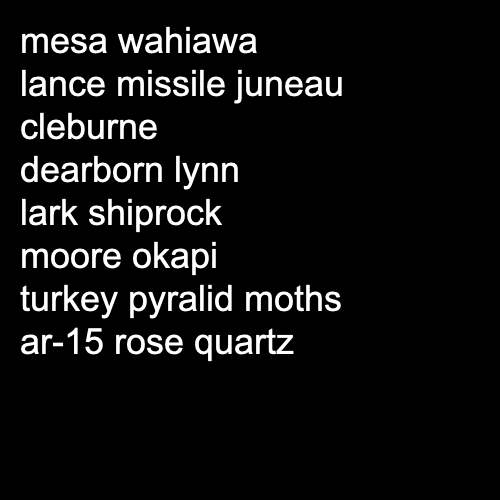 mesa wahiawa
lance missile juneau
cleburne
dearborn lynn
lark shiprock
moore okapi
turkey pyralid moths
ar-15 rose quartz